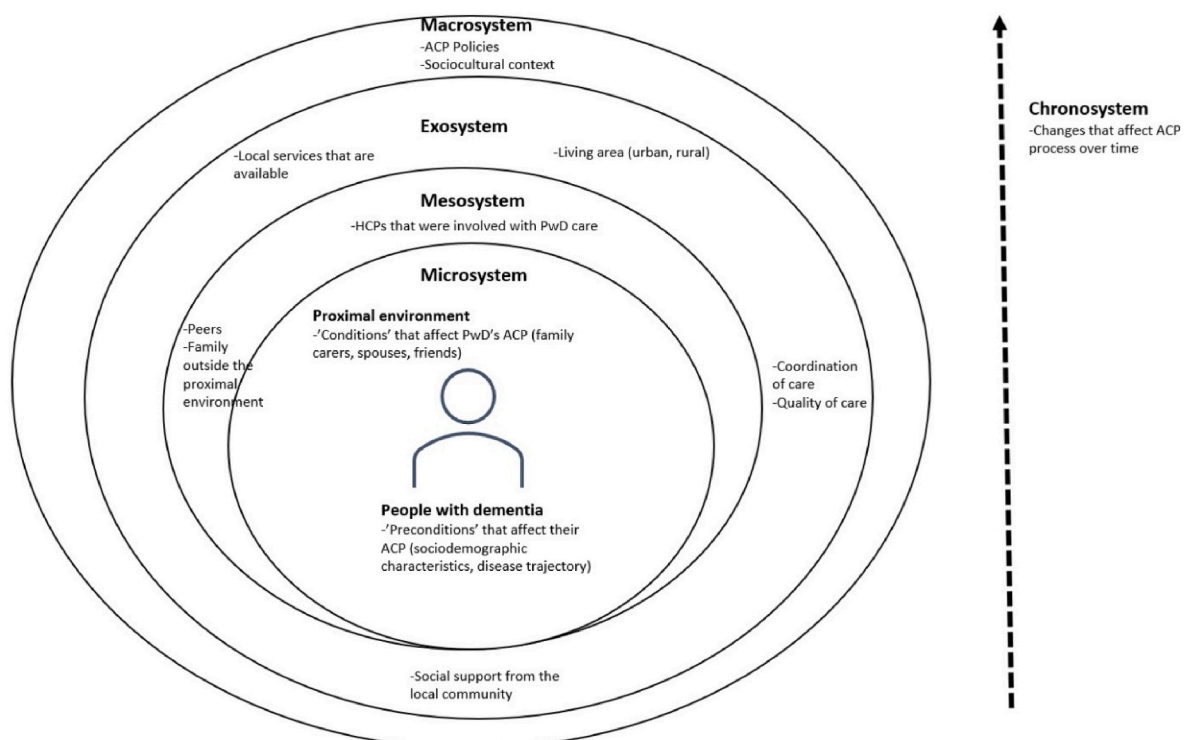 Macrosystem
-ACP Policies
-Sociocultural context
Exosystem
-Local services that are
available
-Living area (urban, rural)
Mesosystem
-HCPs that were involved with PwD care
Microsystem
Proximal environment
-'Conditions' that affect PwD's ACP (family
carers, spouses, friends)
-Peers
-Family
outside the
proximal
environment
-Coordination
of care
-Quality of care
People with dementia
-'Preconditions' that affect their
ACP (sociodemographic
characteristics, disease trajectory)
-Social support from the
local community
Chronosystem
-Changes that affect ACP
process over time